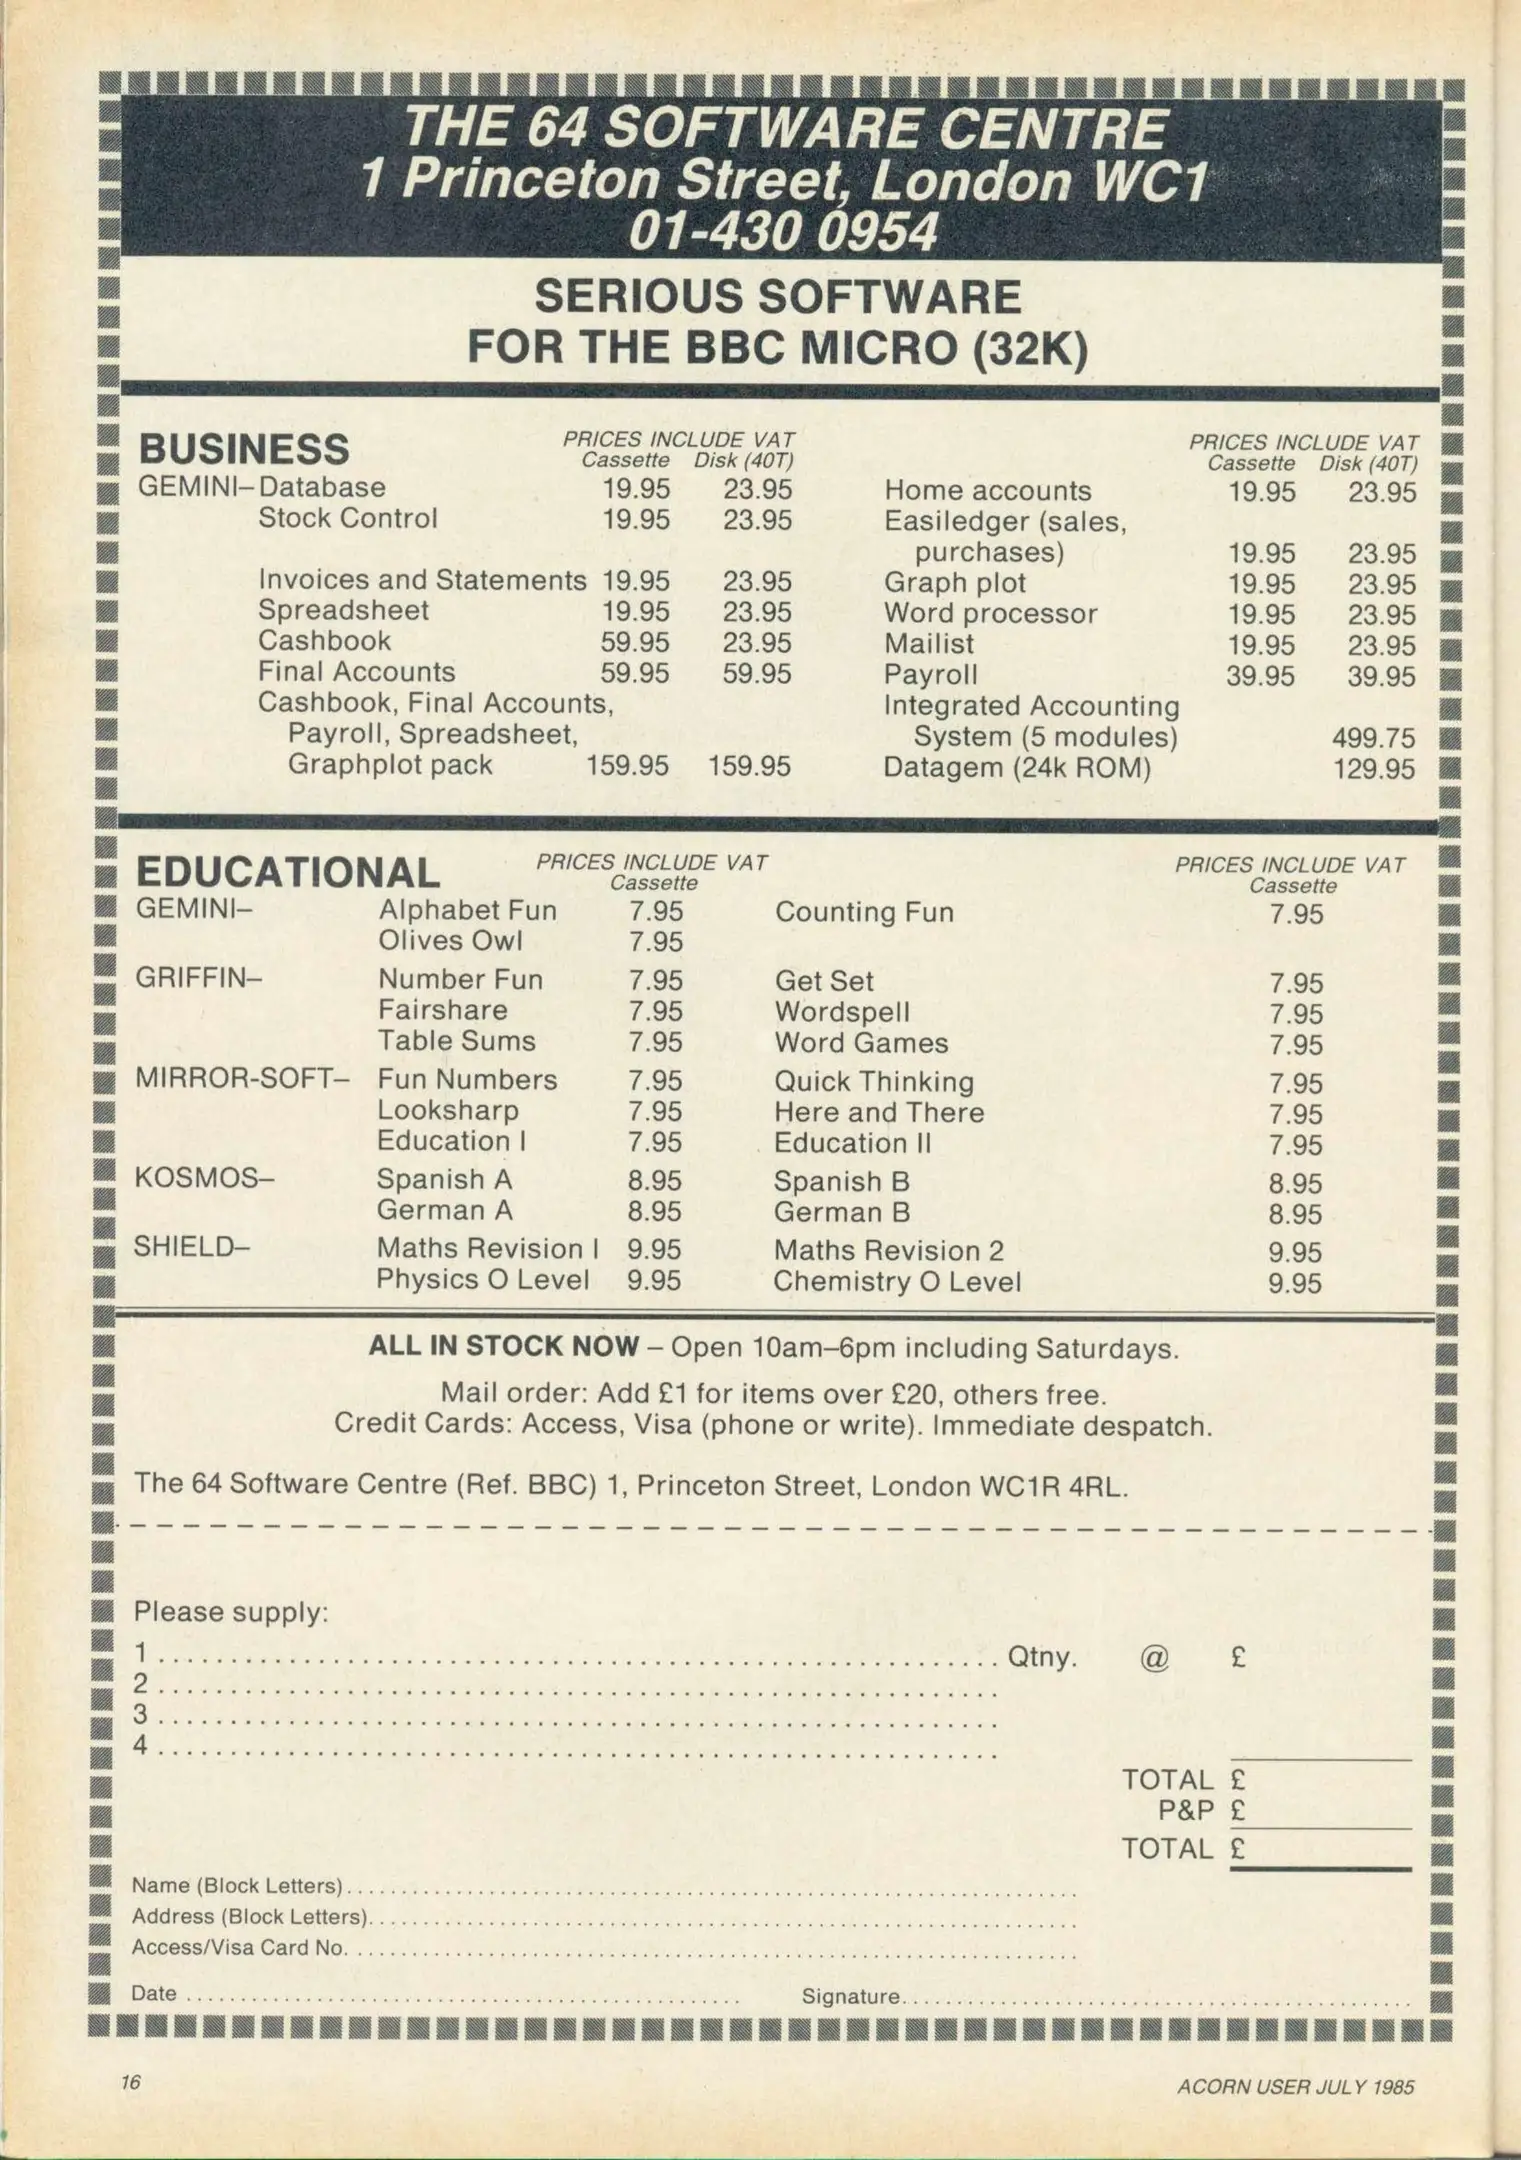 THE 64 SOFTWARE CENTRE
1 Princeton Street, London WC1
01-430 0954
SERIOUS SOFTWARE
FOR THE BBC MICRO (32K)
BUSINESS PRICES INCLUDE VAT
Cassette Disk (40T)
GEMINI– Database 19.95 23.95
Stock Control 19.95 23.95
Invoices and Statements 19.95 23.95
Spreadsheet 19.95 23.95
Cashbook 59.95 23.95
Final Accounts 59.95 59.95
Cashbook, Final Accounts,
Payroll, Spreadsheet,
Graphplot pack 159.95 159.95
PRICES INCLUDE VAT
Cassette Disk (40T)
Home accounts 19.95 23.95
Easiledger (sales,
purchases) 19.95 23.95
Graph plot 19.95 23.95
Word processor 19.95 23.95
Mailist 19.95 23.95
Payroll 39.95 39.95
Integrated Accounting
System (5 modules) 499.75
Datagem (24k ROM) 129.95
EDUCATIONAL PRICES INCLUDE VAT PRICES INCLUDE VAT
Cassette Cassette
GEMINI– Alphabet Fun 7.95 Counting Fun 7.95
Olives Owl 7.95
GRIFFIN– Number Fun 7.95 Get Set 7.95
Fairshare 7.95 Wordspell 7.95
Table Sums 7.95 Word Games 7.95
MIRROR-SOFT– Fun Numbers 7.95 Quick Thinking 7.95
Looksharp 7.95 Here and There 7.95
Education I 7.95 Education II 7.95
KOSMOS– Spanish A 8.95 Spanish B 8.95
German A 8.95 German B 8.95
SHIELD– Maths Revision I 9.95 Maths Revision 2 9.95
Physics O Level 9.95 Chemistry O Level 9.95
ALL IN STOCK NOW – Open 10am–6pm including Saturdays.
Mail order: Add £1 for items over £20, others free.
Credit Cards: Access, Visa (phone or write). Immediate despatch.
The 64 Software Centre (Ref. BBC) 1, Princeton Street, London WC1R 4RL.
Please supply:
1 ........ Qtny. @ £
2 ........
3 ........
4 ........
TOTAL £
P&P £
TOTAL £
Name (Block Letters)........
Address (Block Letters)........
Access/Visa Card No.........
Date ........ Signature........
16 ACORN USER JULY 1985